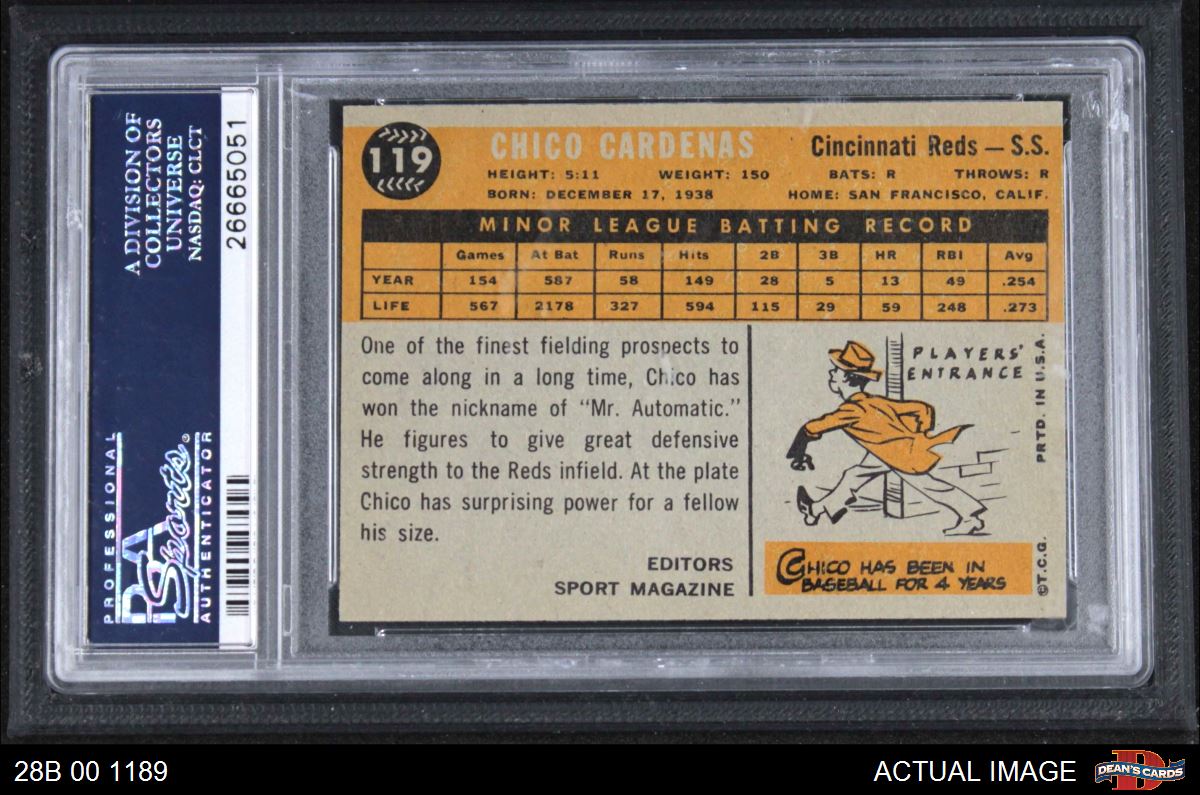 A DIVISION OF
COLLECTORS
UNIVERSE
NASDAQ: CLCT
PROFESSIONAL
PSA
Sports®
AUTHENTICATOR
26665051
119
CHICO CARDENAS
Cincinnati Reds — S.S.
HEIGHT: 5:11 WEIGHT: 150 BATS: R THROWS: R
BORN: DECEMBER 17, 1938 HOME: SAN FRANCISCO, CALIF.
MINOR LEAGUE BATTING RECORD
Games At Bat Runs Hits 2B 3B HR RBI Avg
YEAR 154 587 58 149 28 5 13 49 .254
LIFE 567 2178 327 594 115 29 59 248 .273
One of the finest fielding prospects to
come along in a long time, Chico has
won the nickname of "Mr. Automatic."
He figures to give great defensive
strength to the Reds infield. At the plate
Chico has surprising power for a fellow
his size.
EDITORS
SPORT MAGAZINE
PLAYERS'
ENTRANCE
CHICO HAS BEEN IN
BASEBALL FOR 4 YEARS
©T.C.G. PRTD. IN U.S.A.
28B 00 1189
ACTUAL IMAGE
D
DEAN'S CARDS